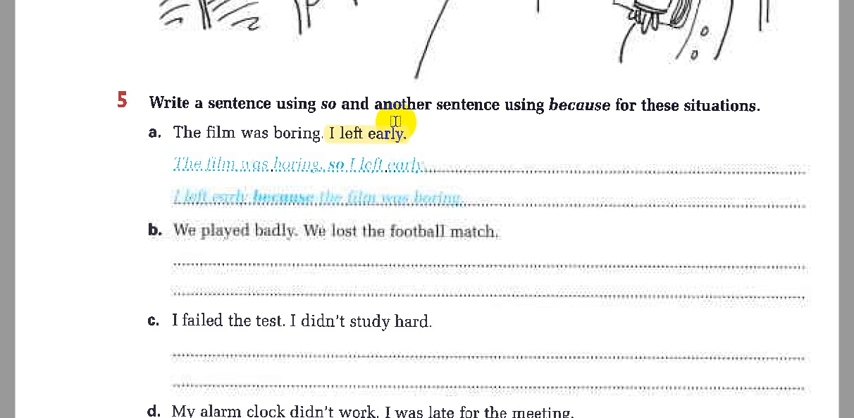 5 Write a sentence using so and another sentence using because for these situations.
a. The film was boring. I left early.
The film was boring, so I left early.
I left early because the film was boring.
b. We played badly. We lost the football match.
c. I failed the test. I didn't study hard.
d. My alarm clock didn't work. I was late for the meeting.